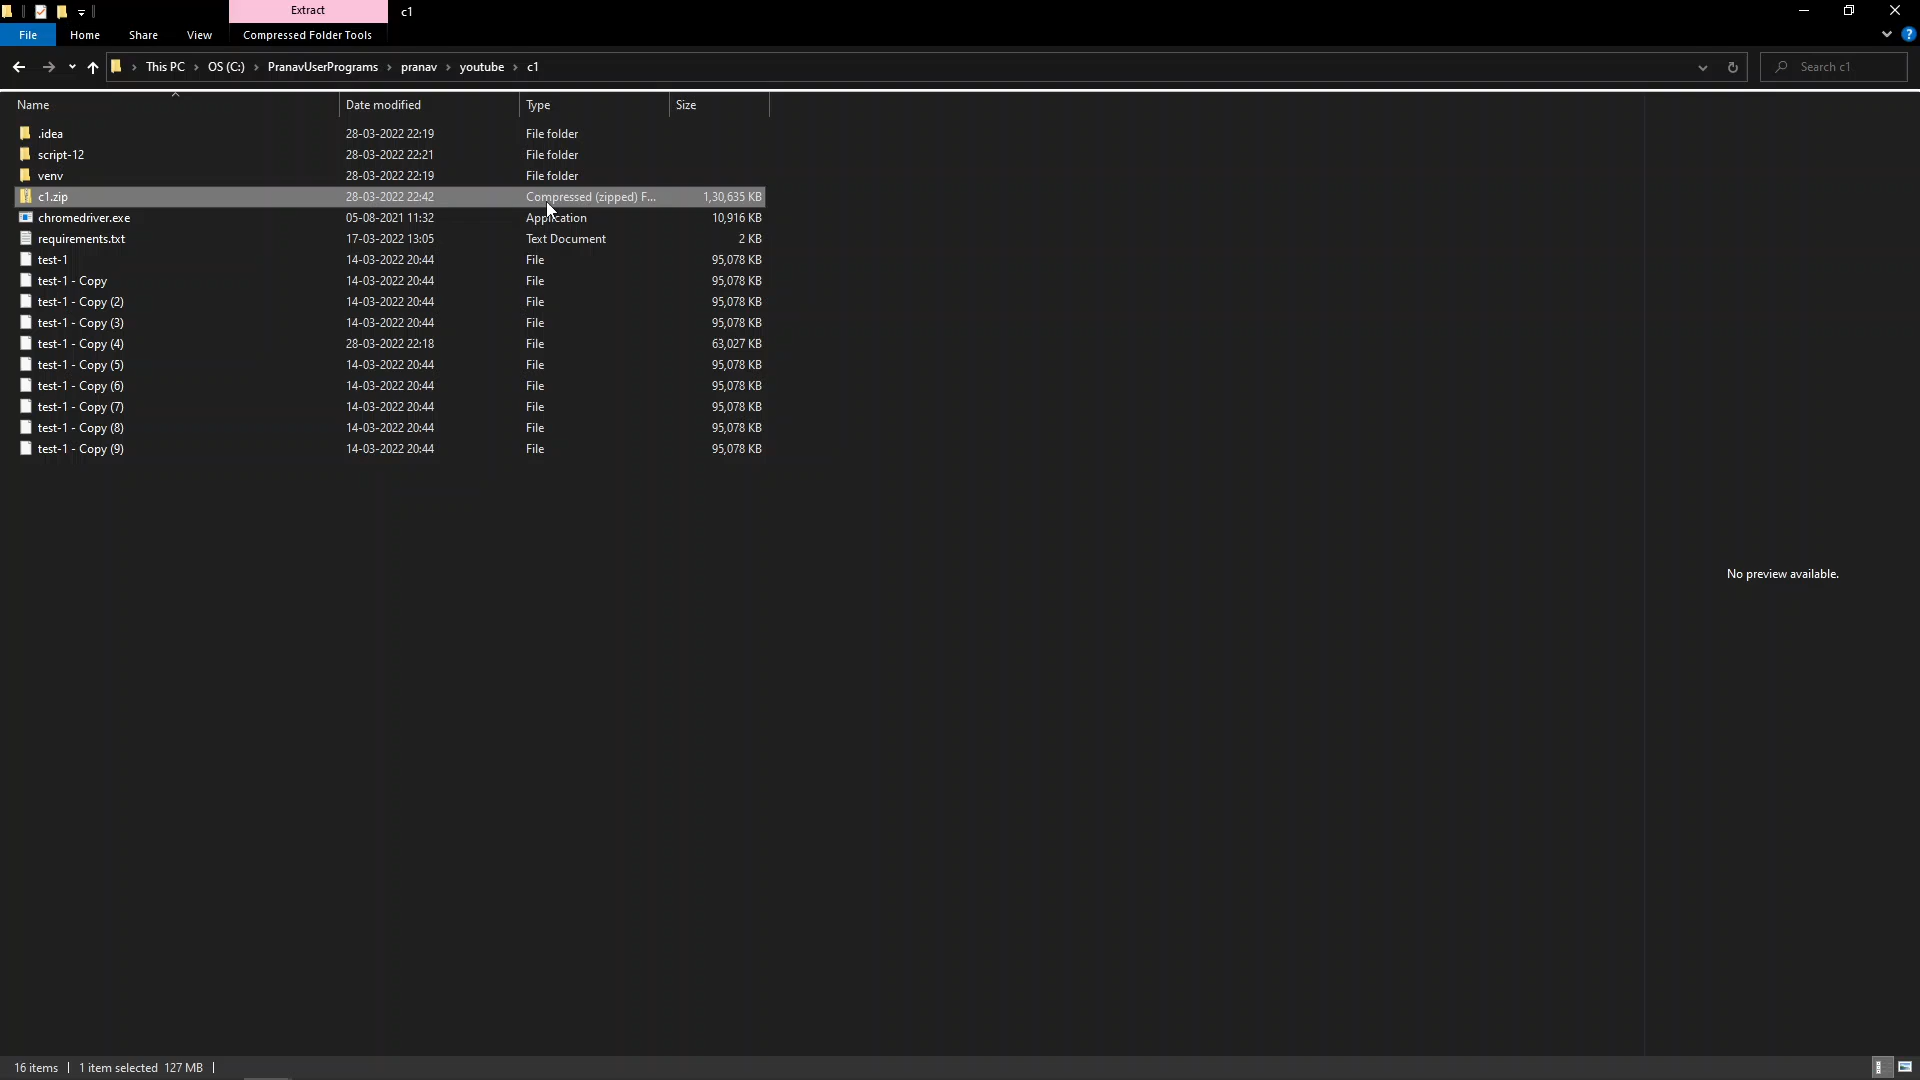 Extract
c1
File Home Share View Compressed Folder Tools
?
This PC > OS (C:) > PranavUserPrograms > pranav > youtube > c1
Search c1
Name Date modified Type Size
.idea 28-03-2022 22:19 File folder
script-12 28-03-2022 22:21 File folder
venv 28-03-2022 22:19 File folder
c1.zip 28-03-2022 22:42 Compressed (zipped) F... 1,30,635 KB
chromedriver.exe 05-08-2021 11:32 Application 10,916 KB
requirements.txt 17-03-2022 13:05 Text Document 2 KB
test-1 14-03-2022 20:44 File 95,078 KB
test-1 - Copy 14-03-2022 20:44 File 95,078 KB
test-1 - Copy (2) 14-03-2022 20:44 File 95,078 KB
test-1 - Copy (3) 14-03-2022 20:44 File 95,078 KB
test-1 - Copy (4) 28-03-2022 22:18 File 63,027 KB
test-1 - Copy (5) 14-03-2022 20:44 File 95,078 KB
test-1 - Copy (6) 14-03-2022 20:44 File 95,078 KB
test-1 - Copy (7) 14-03-2022 20:44 File 95,078 KB
test-1 - Copy (8) 14-03-2022 20:44 File 95,078 KB
test-1 - Copy (9) 14-03-2022 20:44 File 95,078 KB
No preview available.
16 items 1 item selected 127 MB